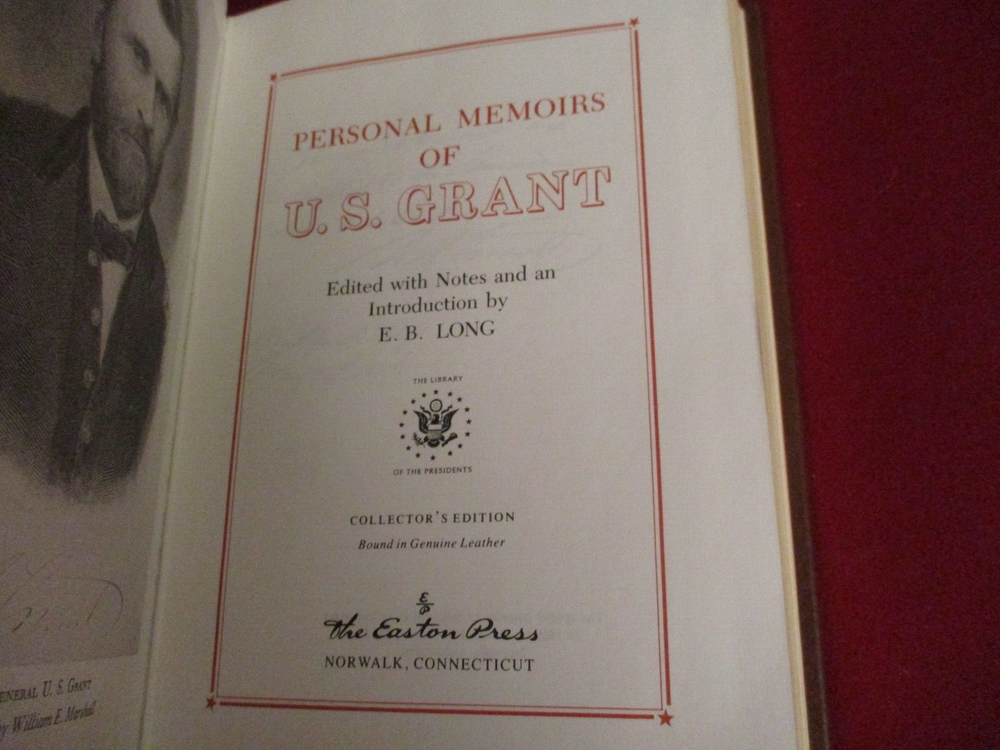 PERSONAL MEMOIRS
OF
U. S. GRANT
Edited with Notes and an
Introduction by
E. B. LONG
THE LIBRARY
OF THE PRESIDENTS
COLLECTOR'S EDITION
Bound in Genuine Leather
E/P
The Easton Press
NORWALK, CONNECTICUT
U. S. GRANT
by William E. Marshall